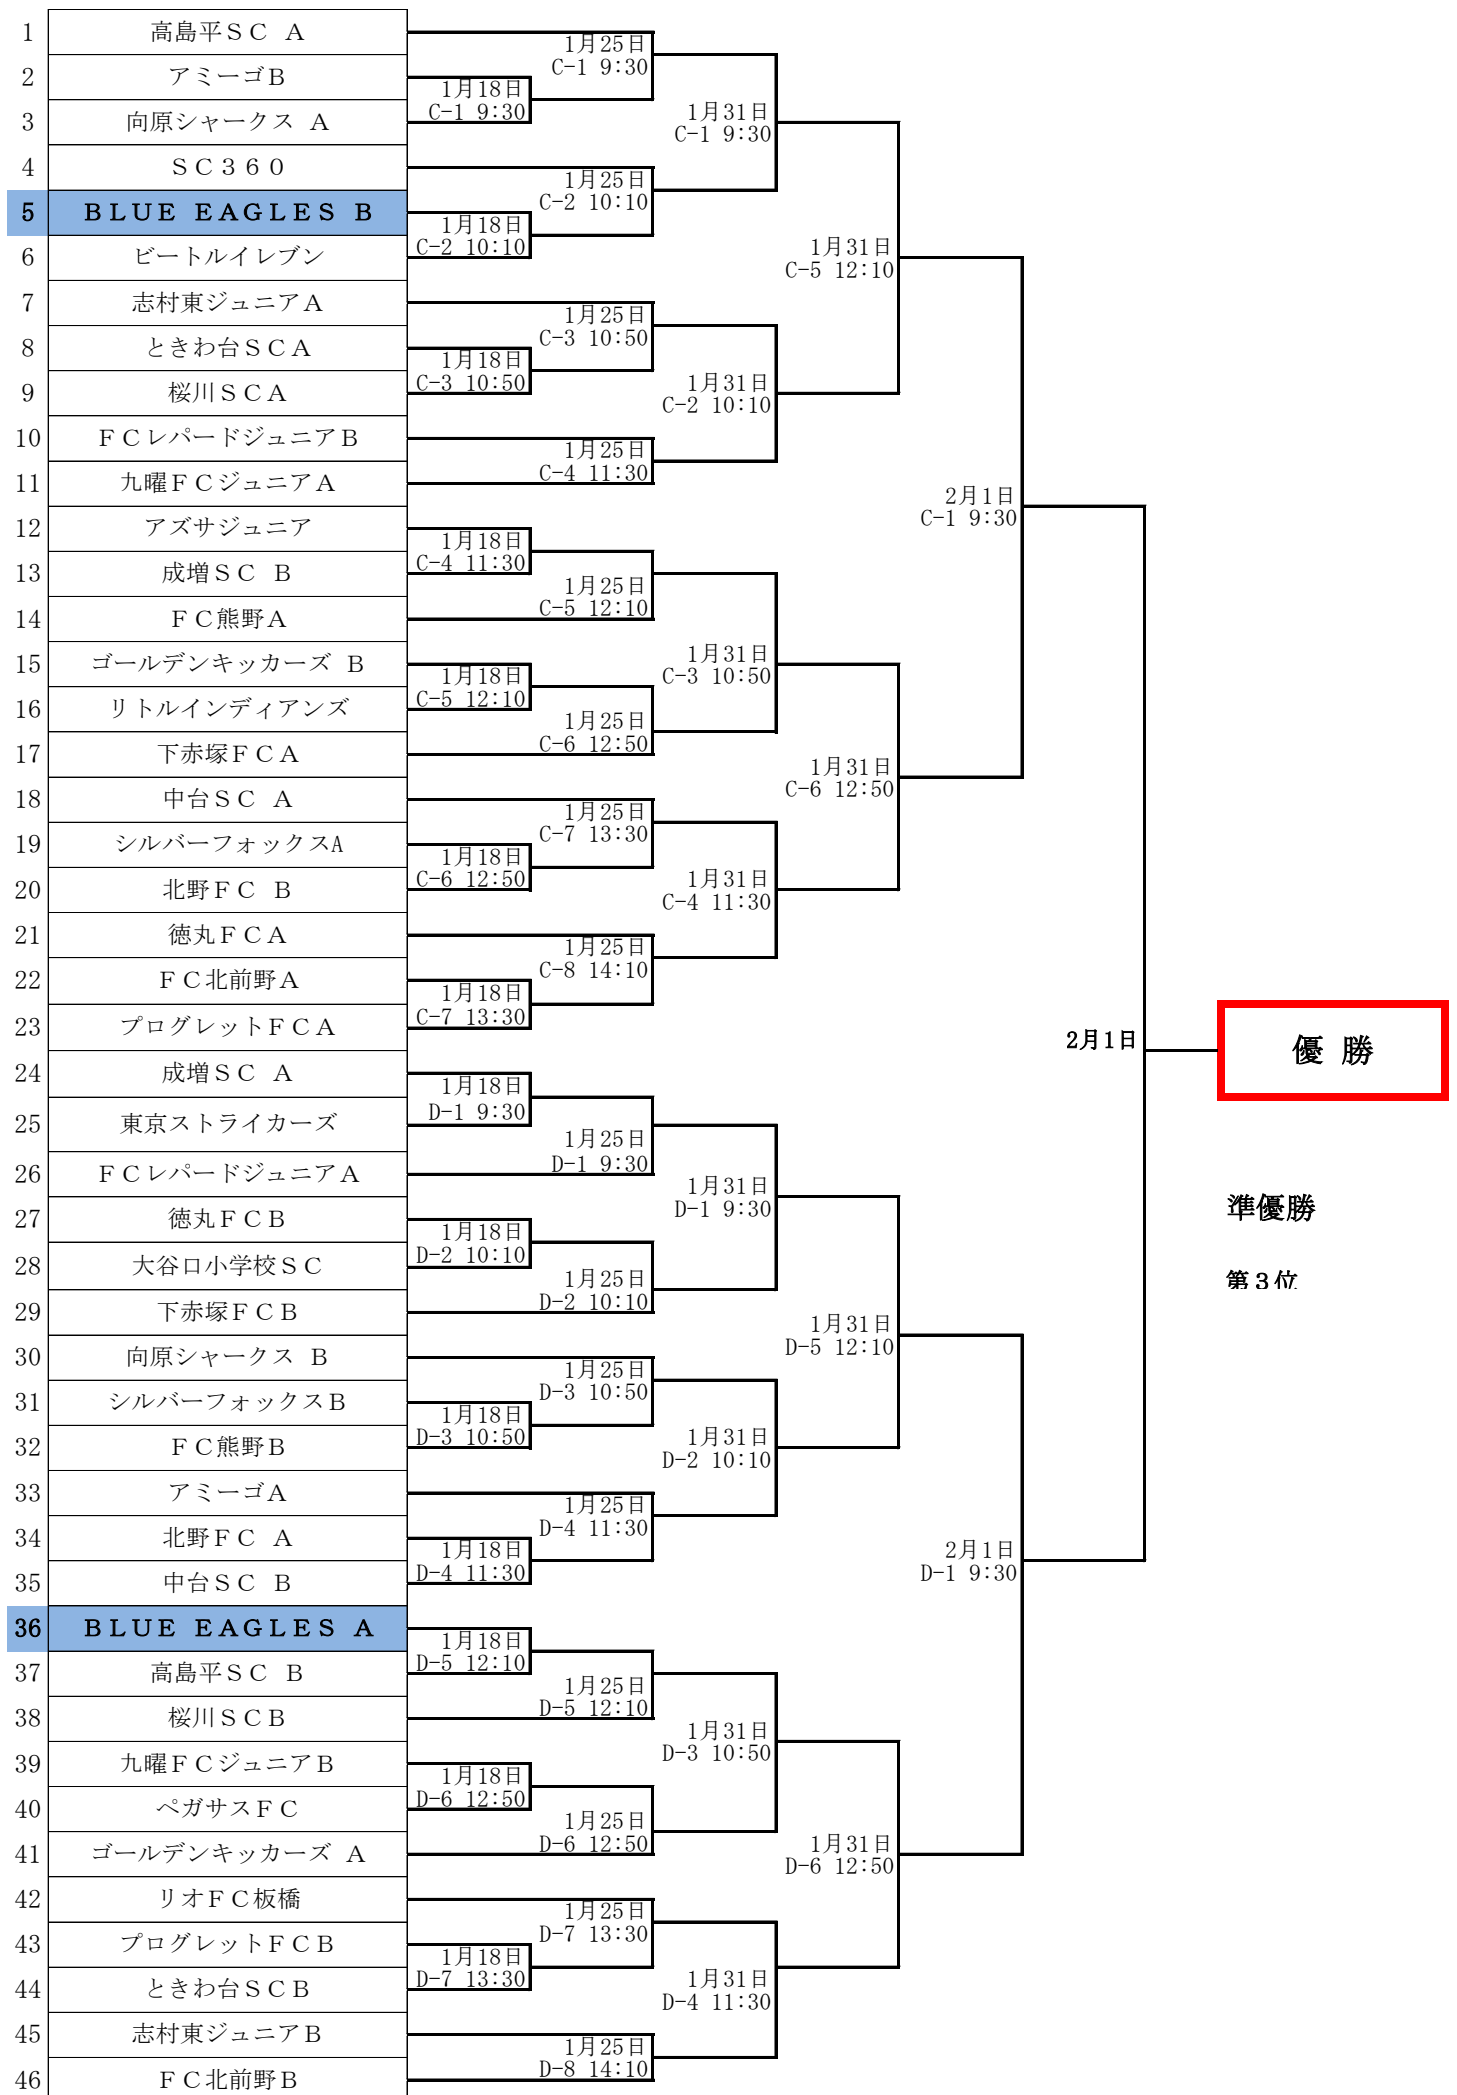 1 高島平ＳＣ Ａ
2 アミーゴＢ
3 向原シャークス Ａ
4 ＳＣ３６０
5 ＢＬＵＥ ＥＡＧＬＥＳ Ｂ
6 ビートルイレブン
7 志村東ジュニアＡ
8 ときわ台ＳＣＡ
9 桜川ＳＣＡ
10 ＦＣレパードジュニアＢ
11 九曜ＦＣジュニアＡ
12 アズサジュニア
13 成増ＳＣ Ｂ
14 ＦＣ熊野Ａ
15 ゴールデンキッカーズ Ｂ
16 リトルインディアンズ
17 下赤塚ＦＣＡ
18 中台ＳＣ Ａ
19 シルバーフォックスA
20 北野ＦＣ Ｂ
21 徳丸ＦＣＡ
22 ＦＣ北前野Ａ
23 プログレットＦＣＡ
24 成増ＳＣ Ａ
25 東京ストライカーズ
26 ＦＣレパードジュニアＡ
27 徳丸ＦＣＢ
28 大谷口小学校ＳＣ
29 下赤塚ＦＣＢ
30 向原シャークス Ｂ
31 シルバーフォックスＢ
32 ＦＣ熊野Ｂ
33 アミーゴＡ
34 北野ＦＣ Ａ
35 中台ＳＣ Ｂ
36 ＢＬＵＥ ＥＡＧＬＥＳ Ａ
37 高島平ＳＣ Ｂ
38 桜川ＳＣＢ
39 九曜ＦＣジュニアＢ
40 ペガサスＦＣ
41 ゴールデンキッカーズ Ａ
42 リオＦＣ板橋
43 プログレットＦＣＢ
44 ときわ台ＳＣＢ
45 志村東ジュニアＢ
46 ＦＣ北前野Ｂ
1月18日
C-1 9:30
1月18日
C-2 10:10
1月18日
C-3 10:50
1月18日
C-4 11:30
1月18日
C-5 12:10
1月18日
C-6 12:50
1月18日
C-7 13:30
1月18日
D-1 9:30
1月18日
D-2 10:10
1月18日
D-3 10:50
1月18日
D-4 11:30
1月18日
D-5 12:10
1月18日
D-6 12:50
1月18日
D-7 13:30
1月25日
C-1 9:30
1月25日
C-2 10:10
1月25日
C-3 10:50
1月25日
C-4 11:30
1月25日
C-5 12:10
1月25日
C-6 12:50
1月25日
C-7 13:30
1月25日
C-8 14:10
1月25日
D-1 9:30
1月25日
D-2 10:10
1月25日
D-3 10:50
1月25日
D-4 11:30
1月25日
D-5 12:10
1月25日
D-6 12:50
1月25日
D-7 13:30
1月25日
D-8 14:10
1月31日
C-1 9:30
1月31日
C-2 10:10
1月31日
C-3 10:50
1月31日
C-4 11:30
1月31日
D-1 9:30
1月31日
D-2 10:10
1月31日
D-3 10:50
1月31日
D-4 11:30
1月31日
C-5 12:10
1月31日
C-6 12:50
1月31日
D-5 12:10
1月31日
D-6 12:50
2月1日
C-1 9:30
2月1日
D-1 9:30
2月1日
優 勝
準優勝
第３位